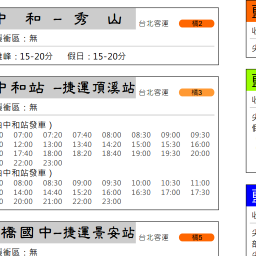 中 和 – 秀 山 台北客運 橘2
緩衝區：無
離峰：15-20分 假日：15-20分
中和站 –捷運頂溪站 台北客運 橘3
緩衝區：無
由中和站發車）
07:00 07:20 07:40 08:00 08:30 09:00 09:30
12:00 13:00 13:40 14:20 15:00 15:30 16:00
17:40 18:00 18:20 18:40 19:00 19:30 20:00
22:00 23:00
由中和站發車）
08:00 08:30 09:00 09:30 10:00 10:30 11:00
14:00 14:40 15:20 16:00 16:30 17:00 17:30
20:00 21:00 22:00 23:00
橋國中–捷運景安站 台北客運 橘5
緩衝區：無